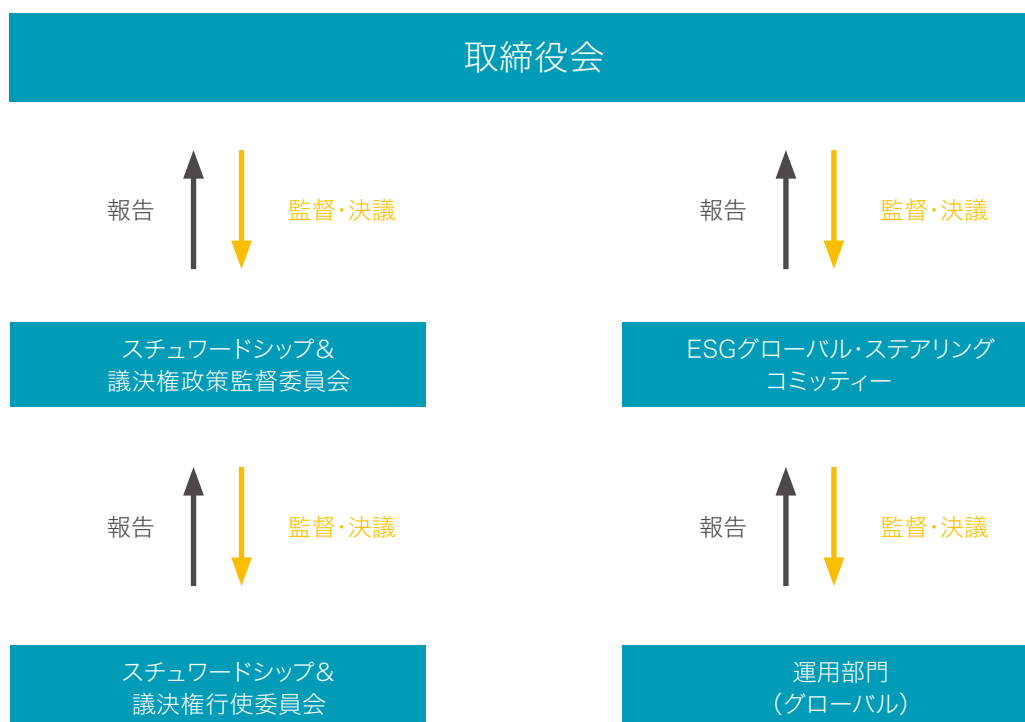 取締役会
報告
監督・決議
報告
監督・決議
スチュワードシップ&
議決権政策監督委員会
ESGグローバル・ステアリング
コミッティー
報告
監督・決議
報告
監督・決議
スチュワードシップ&
議決権行使委員会
運用部門
（グローバル）